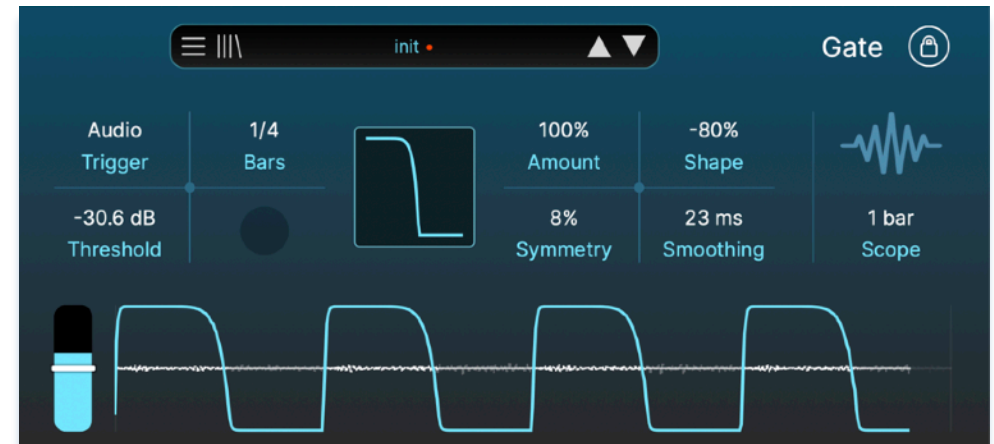 init
Gate
Audio
Trigger
1/4
Bars
100%
Amount
-80%
Shape
-30.6 dB
Threshold
8%
Symmetry
23 ms
Smoothing
1 bar
Scope